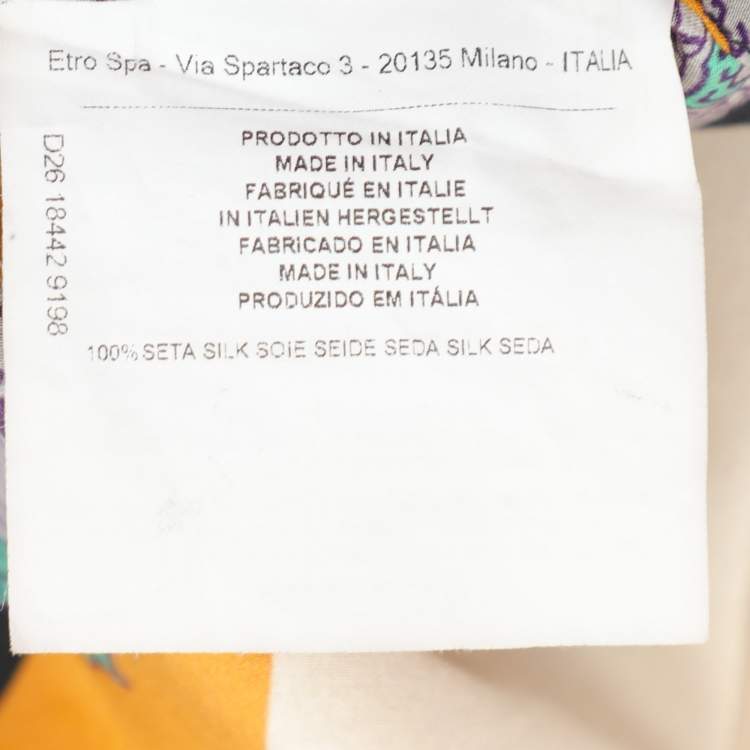 Etro Spa - Via Spartaco 3 - 20135 Milano - ITALIA
PRODOTTO IN ITALIA
MADE IN ITALY
FABRIQUÉ EN ITALIE
IN ITALIEN HERGESTELLT
FABRICADO EN ITALIA
MADE IN ITALY
PRODUZIDO EM ITÁLIA
100% SETA SILK SOIE SEIDE SEDA SILK SEDA
D26 18442 9198